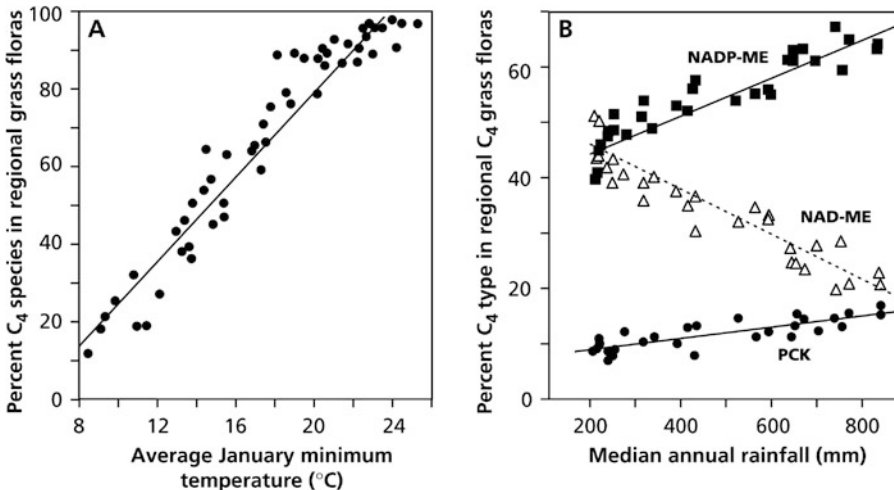 A
Percent C₄ species in regional grass floras
100
80
60
40
20
0
8
12
16
20
24
Average January minimum
temperature (°C)
B
Percent C₄ type in regional C₄ grass floras
60
40
20
0
200
400
600
800
Median annual rainfall (mm)
NADP-ME
NAD-ME
PCK